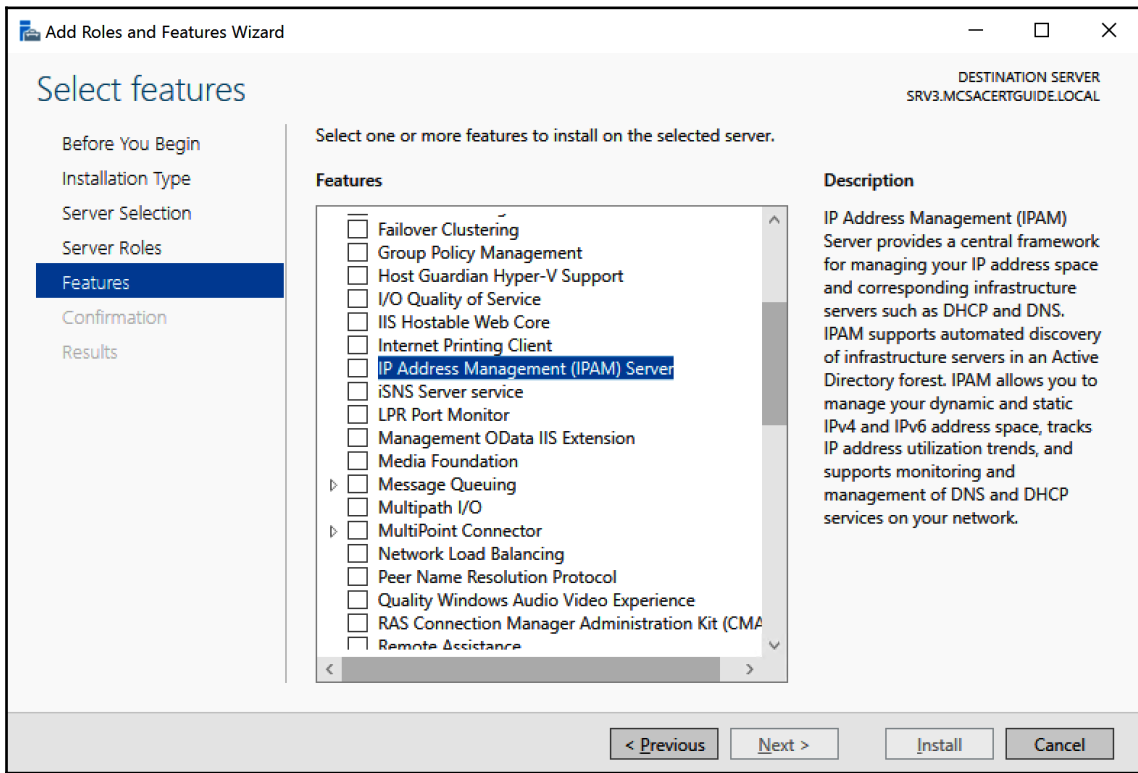 Add Roles and Features Wizard
Select features
DESTINATION SERVER
SRV3.MCSACERTGUIDE.LOCAL
Before You Begin
Installation Type
Server Selection
Server Roles
Features
Confirmation
Results
Select one or more features to install on the selected server.
Features
Failover Clustering
Group Policy Management
Host Guardian Hyper-V Support
I/O Quality of Service
IIS Hostable Web Core
Internet Printing Client
IP Address Management (IPAM) Server
iSNS Server service
LPR Port Monitor
Management OData IIS Extension
Media Foundation
Message Queuing
Multipath I/O
MultiPoint Connector
Network Load Balancing
Peer Name Resolution Protocol
Quality Windows Audio Video Experience
RAS Connection Manager Administration Kit (CMA
Remote Assistance
Description
IP Address Management (IPAM)
Server provides a central framework
for managing your IP address space
and corresponding infrastructure
servers such as DHCP and DNS.
IPAM supports automated discovery
of infrastructure servers in an Active
Directory forest. IPAM allows you to
manage your dynamic and static
IPv4 and IPv6 address space, tracks
IP address utilization trends, and
supports monitoring and
management of DNS and DHCP
services on your network.
< Previous
Next >
Install
Cancel